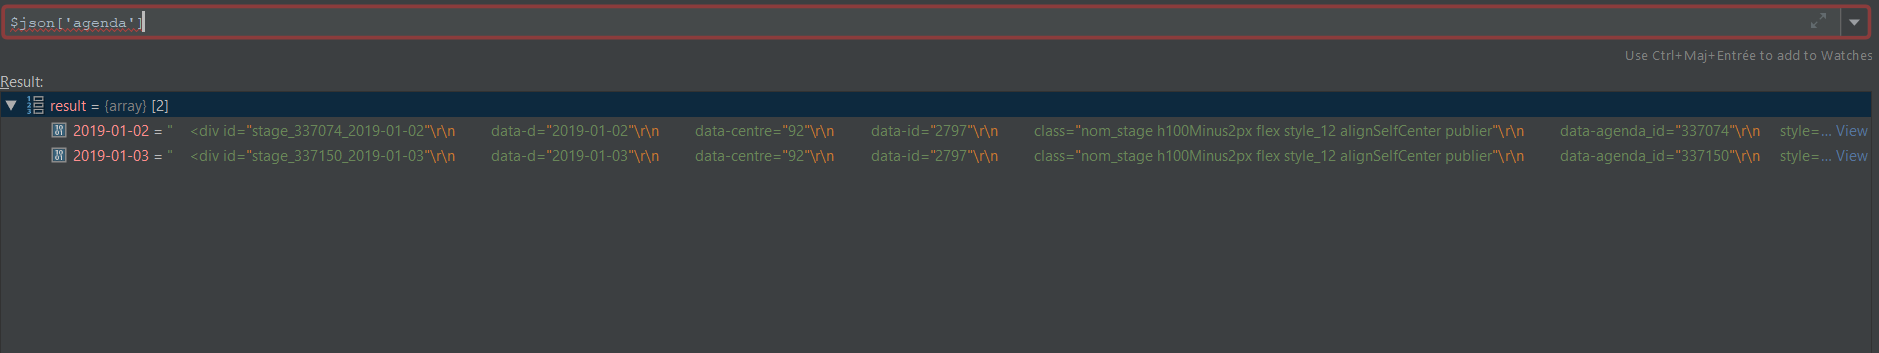 $json['agenda']
Use Ctrl+Maj+Entrée to add to Watches
Result:
result = {array} [2]
2019-01-02 = " <div id="stage_337074_2019-01-02"\r\n data-d="2019-01-02"\r\n data-centre="92"\r\n data-id="2797"\r\n class="nom_stage h100Minus2px flex style_12 alignSelfCenter publier"\r\n data-agenda_id="337074"\r\n style=... View
2019-01-03 = " <div id="stage_337150_2019-01-03"\r\n data-d="2019-01-03"\r\n data-centre="92"\r\n data-id="2797"\r\n class="nom_stage h100Minus2px flex style_12 alignSelfCenter publier"\r\n data-agenda_id="337150"\r\n style=... View